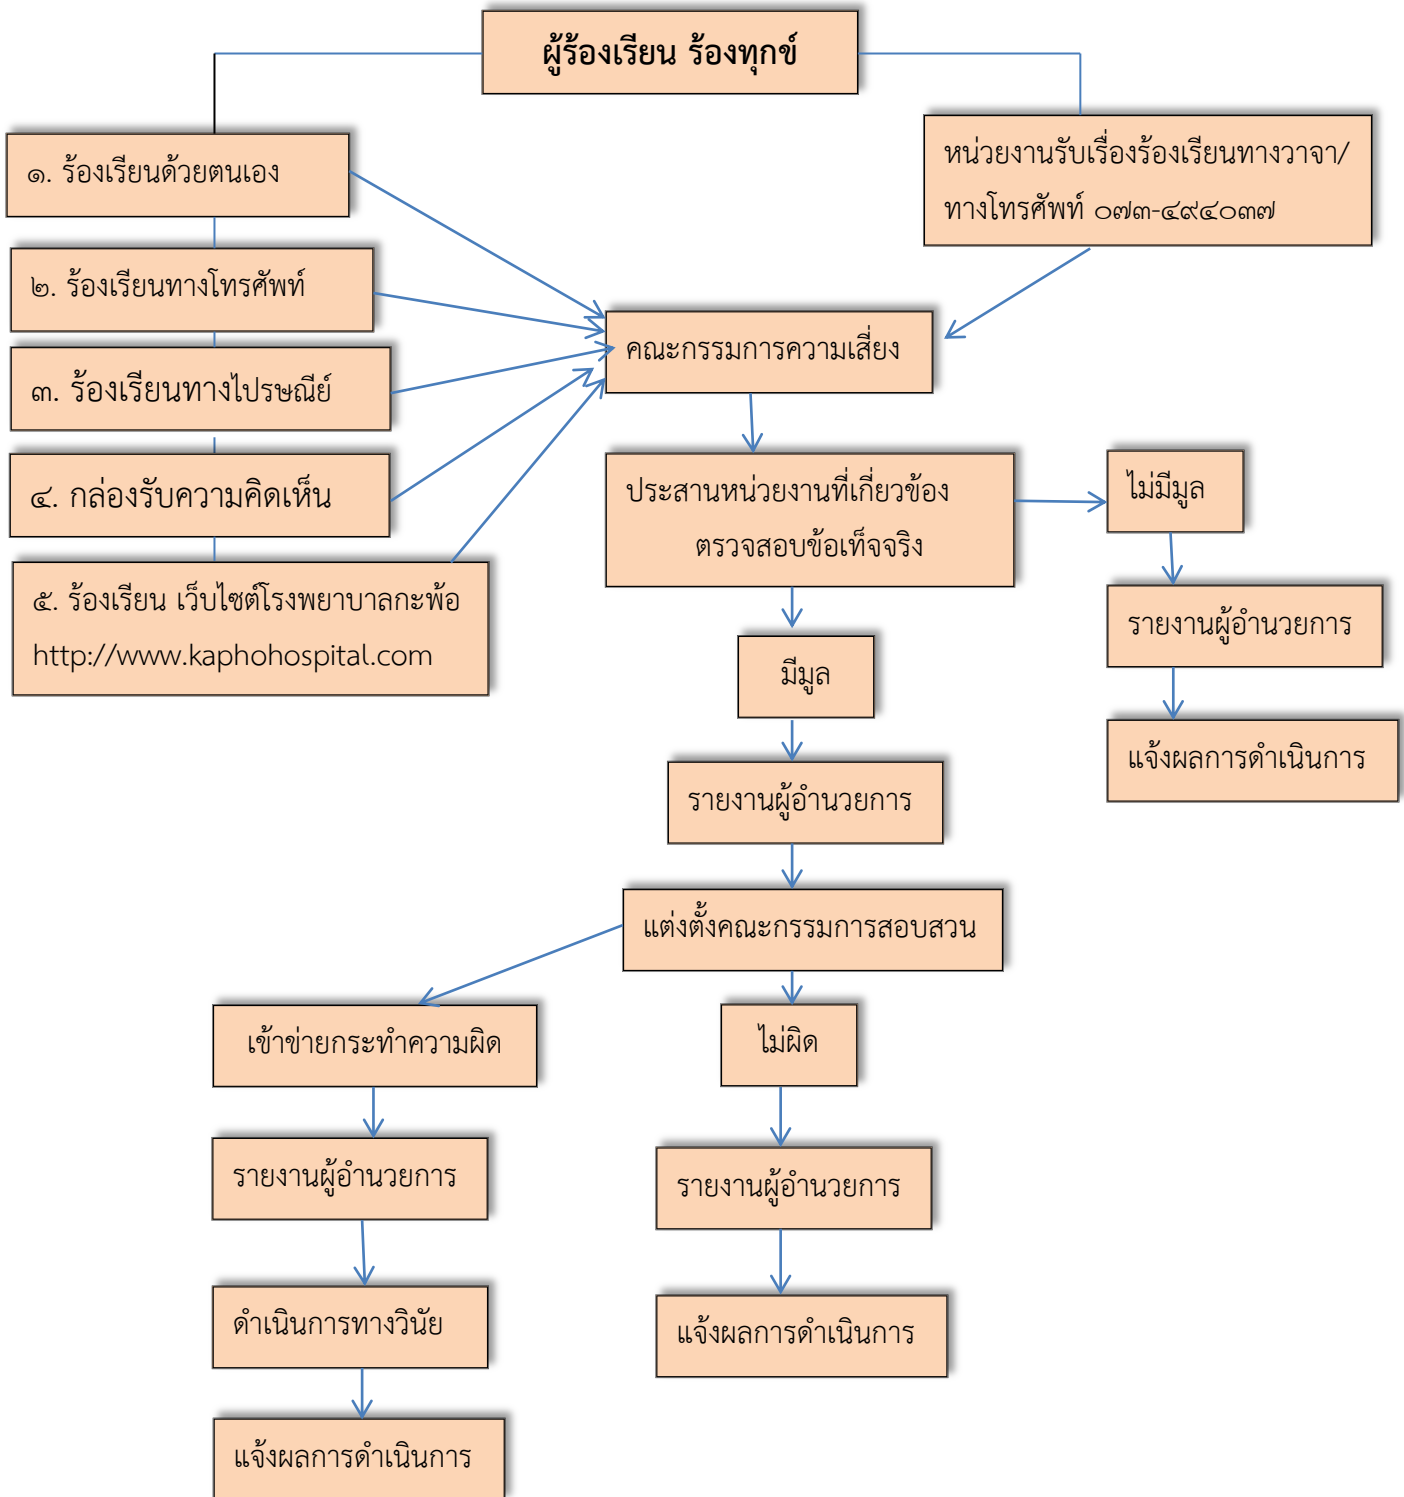 ผู้ร้องเรียน ร้องทุกข์
๑. ร้องเรียนด้วยตนเอง
หน่วยงานรับเรื่องร้องเรียนทางวาจา/
ทางโทรศัพท์ ๐๗๓-๔๙๔๐๓๗
๒. ร้องเรียนทางโทรศัพท์
๓. ร้องเรียนทางไปรษณีย์
๔. กล่องรับความคิดเห็น
๕. ร้องเรียน เว็บไซต์โรงพยาบาลกะพ้อ
http://www.kaphohospital.com
คณะกรรมการความเสี่ยง
ประสานหน่วยงานที่เกี่ยวข้อง
ตรวจสอบข้อเท็จจริง
ไม่มีมูล
รายงานผู้อำนวยการ
แจ้งผลการดำเนินการ
มีมูล
รายงานผู้อำนวยการ
แต่งตั้งคณะกรรมการสอบสวน
เข้าข่ายกระทำความผิด
รายงานผู้อำนวยการ
ดำเนินการทางวินัย
แจ้งผลการดำเนินการ
ไม่ผิด
รายงานผู้อำนวยการ
แจ้งผลการดำเนินการ